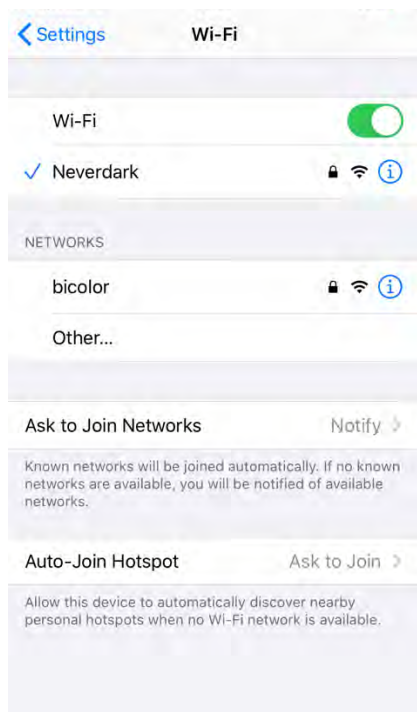 Settings Wi-Fi
Wi-Fi
Neverdark
NETWORKS
bicolor
Other...
Ask to Join Networks Notify
Known networks will be joined automatically. If no known
networks are available, you will be notified of available
networks.
Auto-Join Hotspot Ask to Join
Allow this device to automatically discover nearby
personal hotspots when no Wi-Fi network is available.